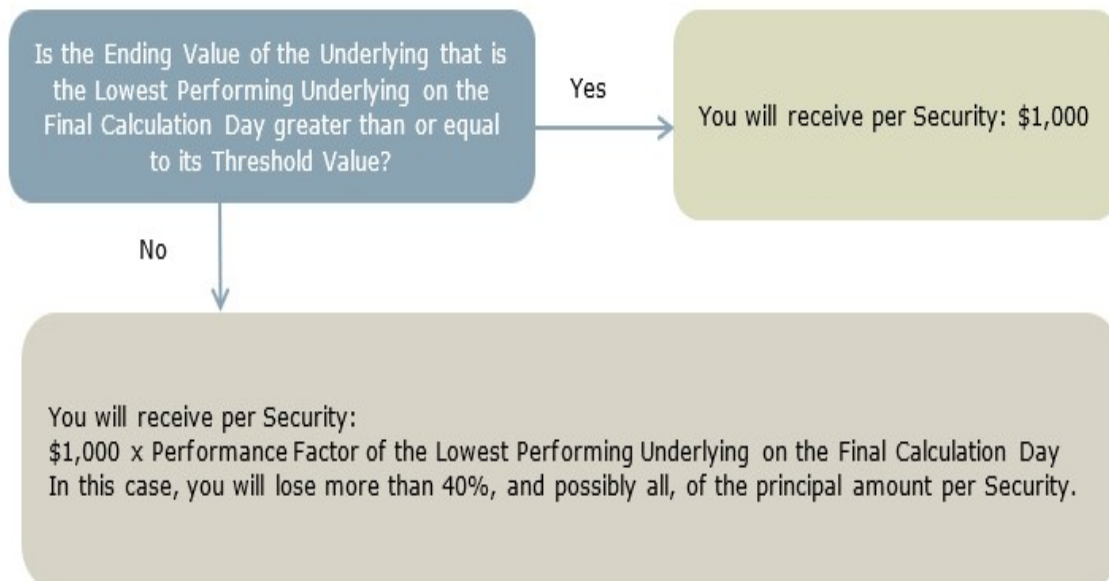 Is the Ending Value of the Underlying that is
the Lowest Performing Underlying on the
Final Calculation Day greater than or equal
to its Threshold Value?
Yes
You will receive per Security: $1,000
No
You will receive per Security:
$1,000 x Performance Factor of the Lowest Performing Underlying on the Final Calculation Day
In this case, you will lose more than 40%, and possibly all, of the principal amount per Security.